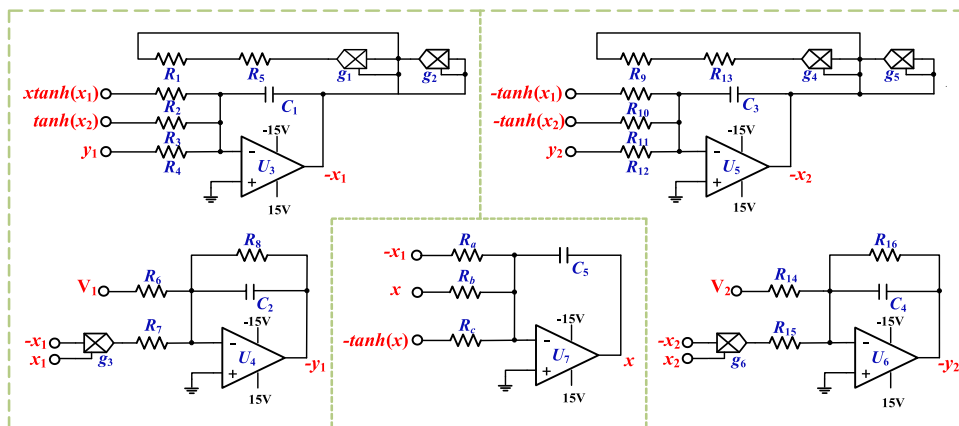 R₁ R₅ g₁ g₂
xtanh(x₁) R₂ C₁
tanh(x₂) R₃ -15V
y₁ R₄ U₃
-x₁
15V
R₉ R₁₃ g₄ g₅
-tanh(x₁) R₁₀ C₃
-tanh(x₂) R₁₁ -15V
y₂ R₁₂ U₅
-x₂
15V
R₈
V₁ R₆ C₂
-15V
-x₁ R₇
x₁ g₃ U₄ -y₁
15V
-x₁ Rₐ C₅
x R_b
-15V
-tanh(x) R_c
U₇ x
15V
R₁₆
V₂ R₁₄ C₄
-15V
-x₂ R₁₅
x₂ g₆ U₆ -y₂
15V